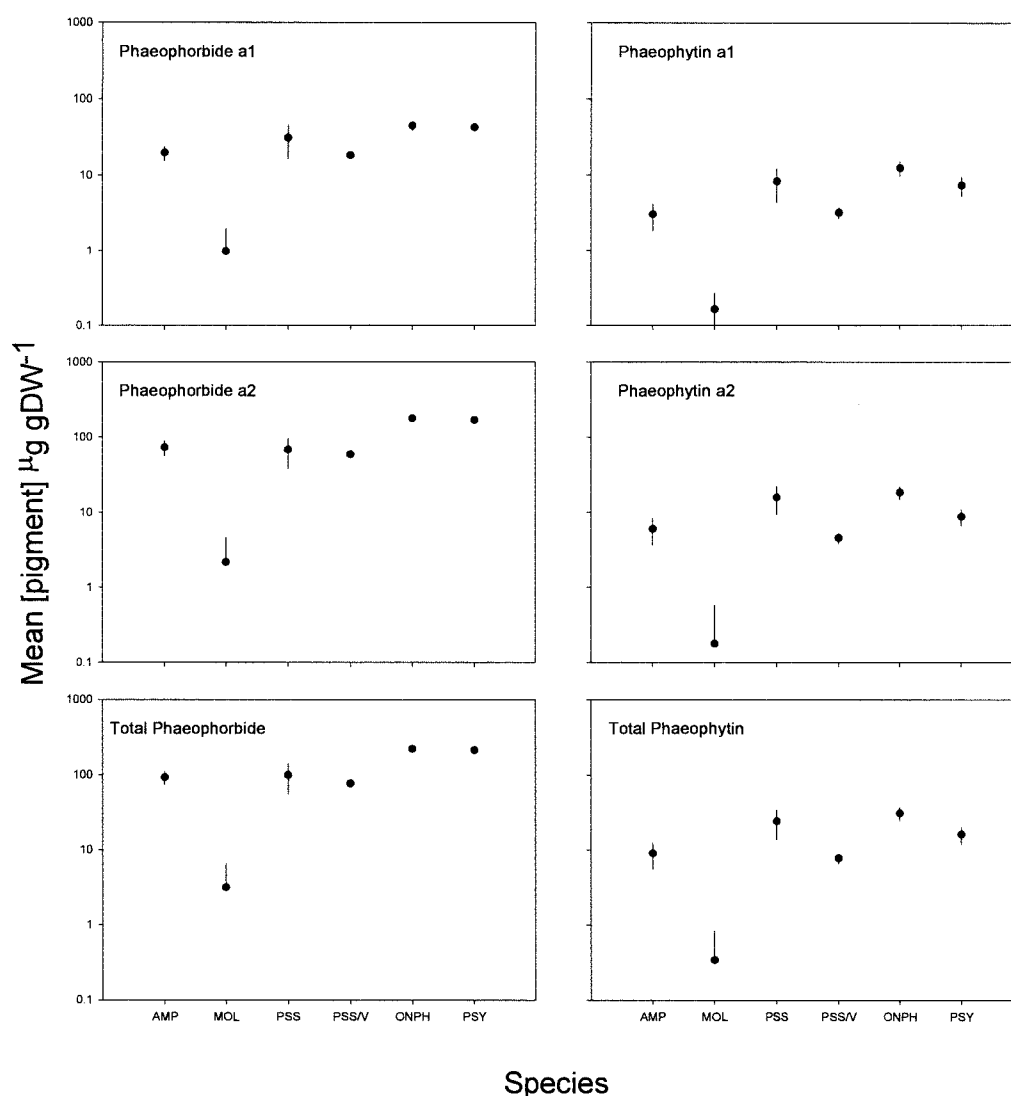 Mean [pigment] µg gDW-1
Phaeophorbide a1
1000
100
10
1
0.1
Phaeophytin a1
Phaeophorbide a2
1000
100
10
1
0.1
Phaeophytin a2
Total Phaeophorbide
1000
100
10
1
0.1
Total Phaeophytin
AMP MOL PSS PSS/V ONPH PSY
AMP MOL PSS PSS/V ONPH PSY
Species